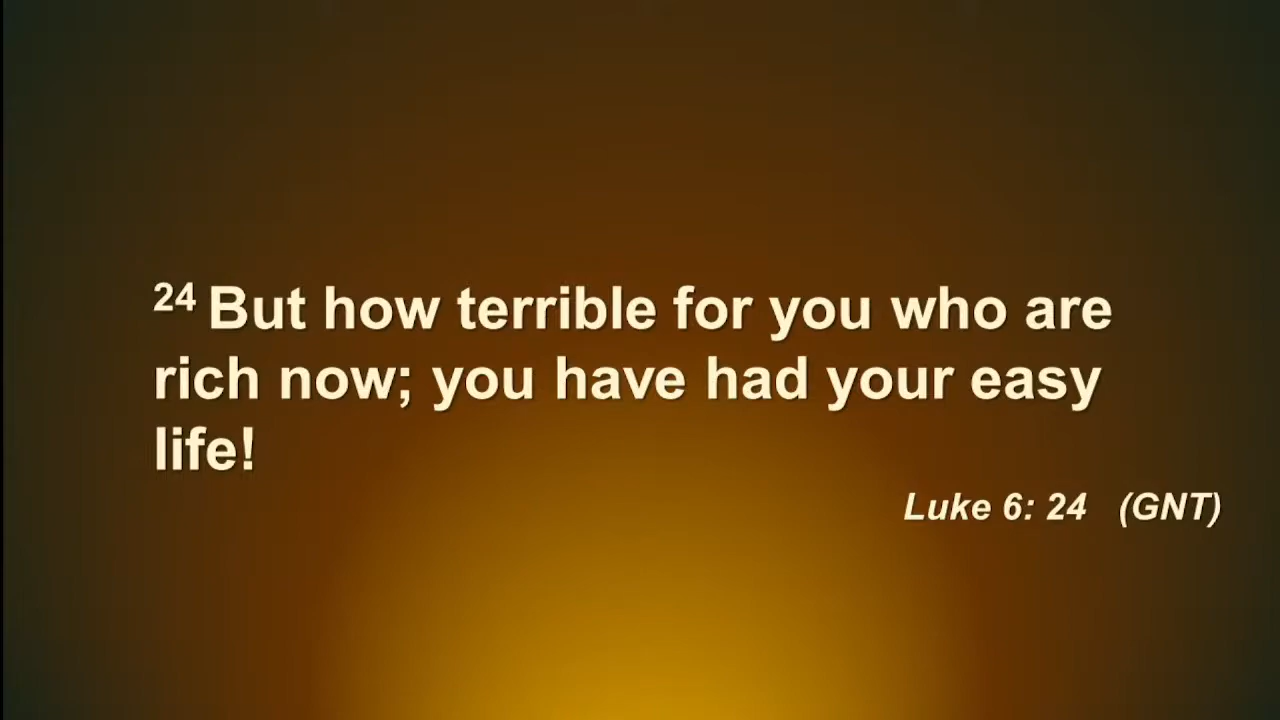 24 But how terrible for you who are
rich now; you have had your easy
life!
Luke 6: 24 (GNT)